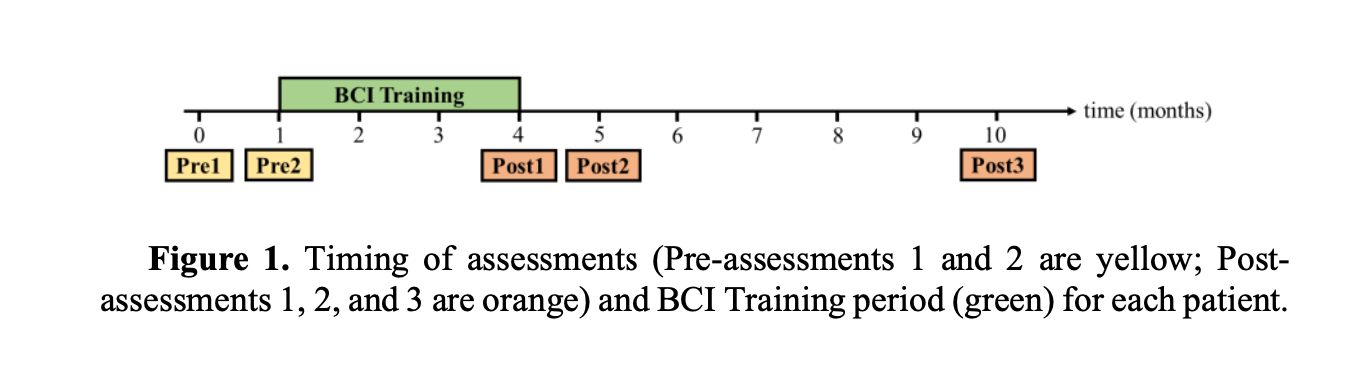 BCI Training
time (months)
0 1 2 3 4 5 6 7 8 9 10
Pre1 Pre2 Post1 Post2 Post3
Figure 1. Timing of assessments (Pre-assessments 1 and 2 are yellow; Post-
assessments 1, 2, and 3 are orange) and BCI Training period (green) for each patient.